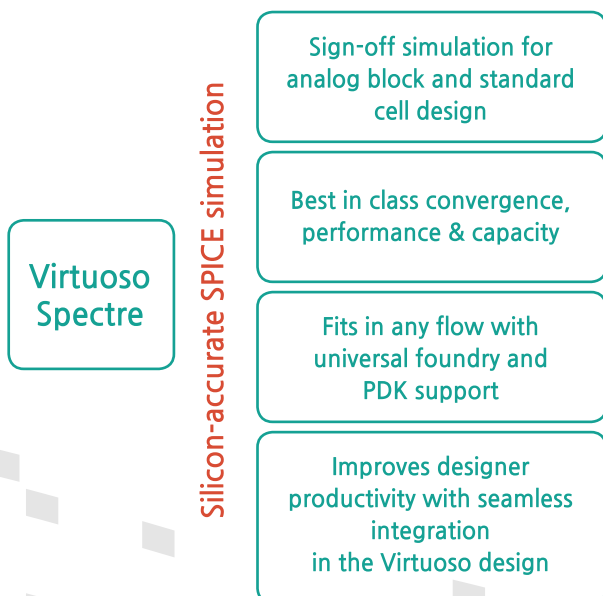 Virtuoso
Spectre
Silicon-accurate SPICE simulation
Sign-off simulation for
analog block and standard
cell design
Best in class convergence,
performance & capacity
Fits in any flow with
universal foundry and
PDK support
Improves designer
productivity with seamless
integration
in the Virtuoso design